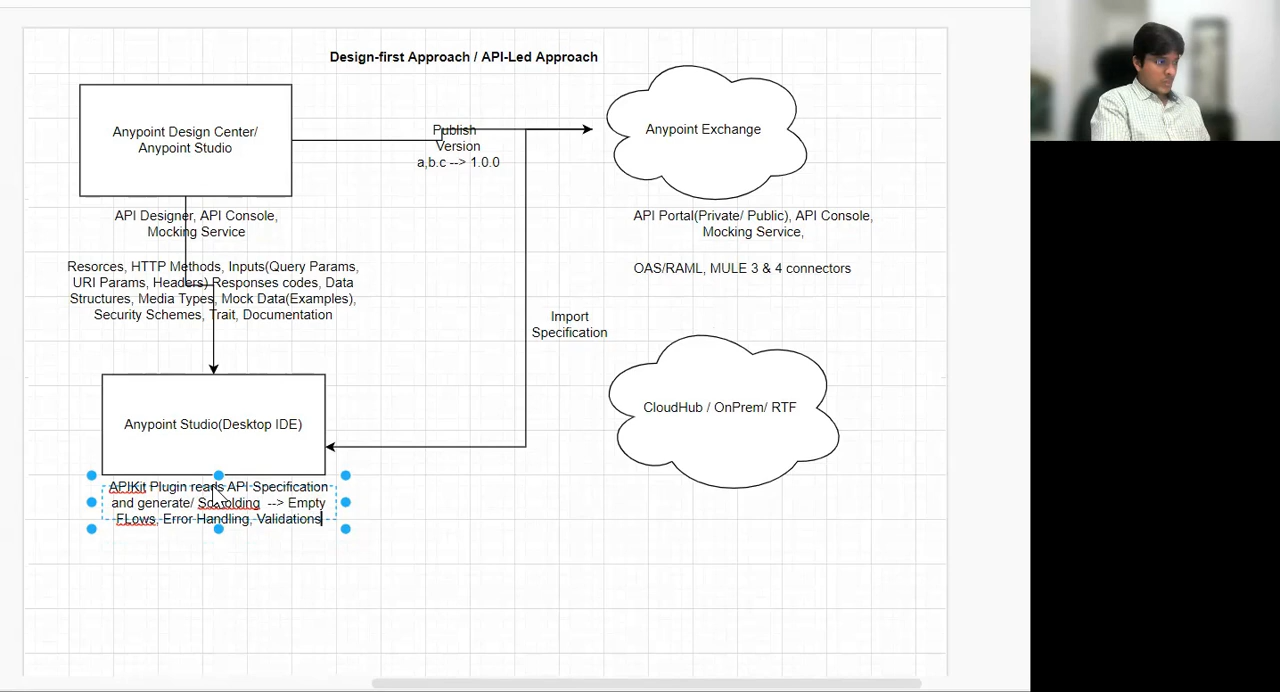 Design-first Approach / API-Led Approach
Anypoint Design Center/
Anypoint Studio
Publish
Version
a,b.c --> 1.0.0
Anypoint Exchange
API Designer, API Console,
Mocking Service
API Portal(Private/ Public), API Console,
Mocking Service,
Resorces, HTTP Methods, Inputs(Query Params,
URI Params, Headers) Responses codes, Data
Structures, Media Types, Mock Data(Examples),
Security Schemes, Trait, Documentation
OAS/RAML, MULE 3 & 4 connectors
Import
Specification
Anypoint Studio(Desktop IDE)
CloudHub / OnPrem/ RTF
APIKit Plugin reards API Specification
and generate/ --> Empty
FLows, Error Handling, Validations